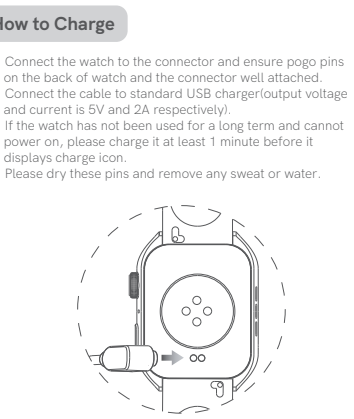 How to Charge
Connect the watch to the connector and ensure pogo pins
on the back of watch and the connector well attached.
Connect the cable to standard USB charger(output voltage
and current is 5V and 2A respectively).
If the watch has not been used for a long term and cannot
power on, please charge it at least 1 minute before it
displays charge icon.
Please dry these pins and remove any sweat or water.